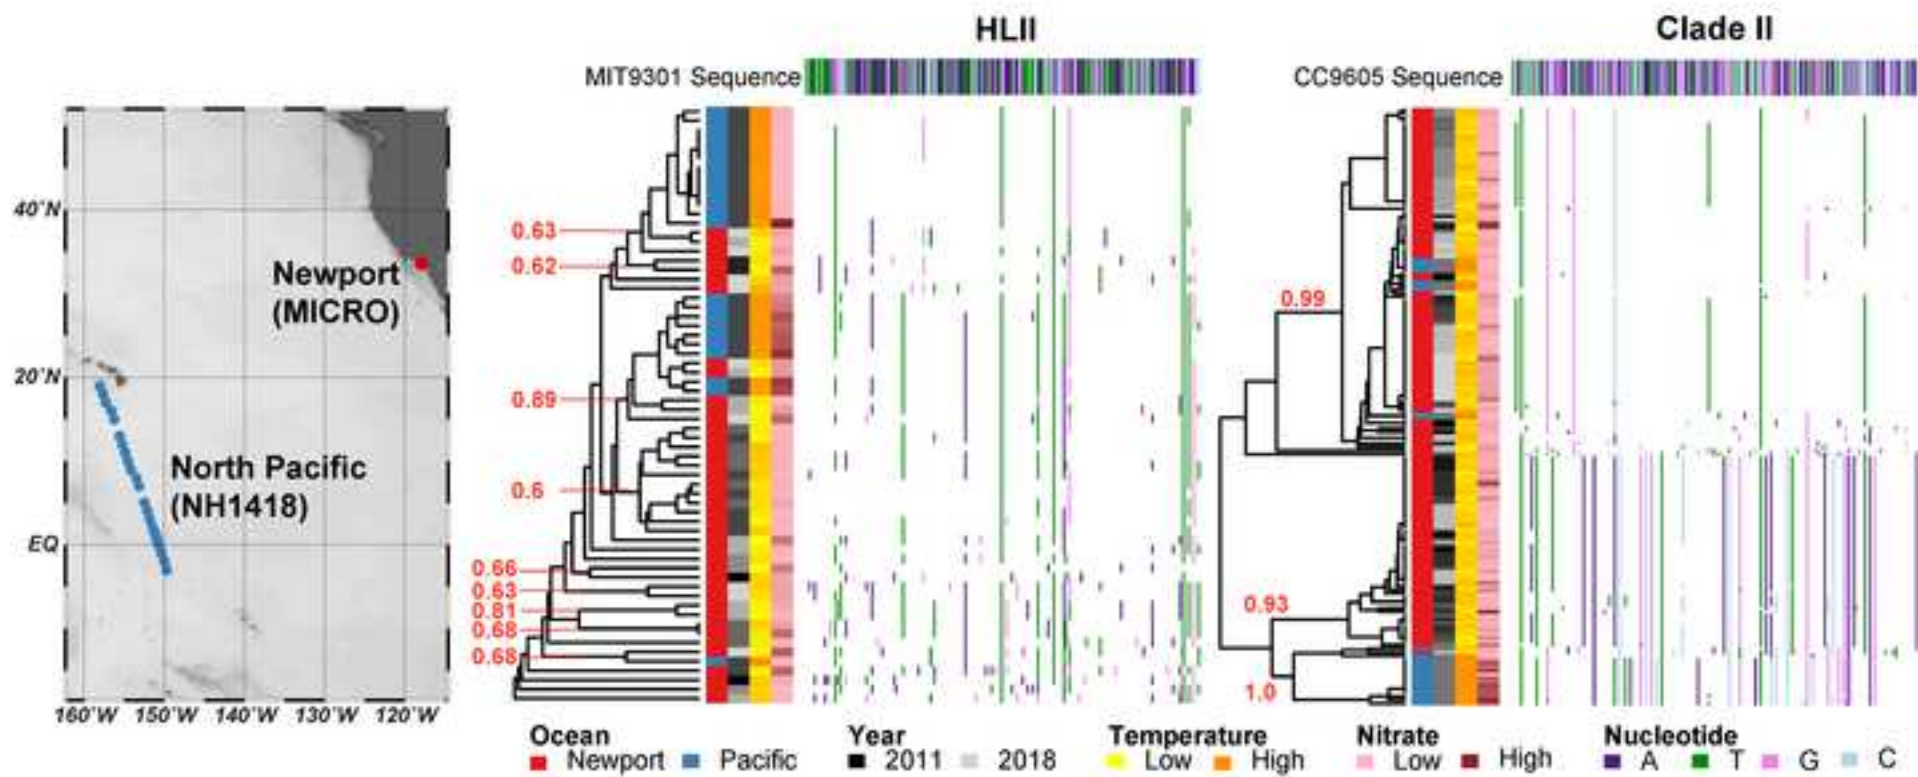 HLII
Clade II
MIT9301 Sequence
CC9605 Sequence
40°N
20°N
EQ
160°W 150°W 140°W 130°W 120°W
Newport
(MICRO)
North Pacific
(NH1418)
0.63
0.62
0.89
0.6
0.66
0.63
0.81
0.68
0.68
0.99
0.93
1.0
Ocean
Newport Pacific
Year
2011 2018
Temperature
Low High
Nitrate
Low High
Nucleotide
A T G C